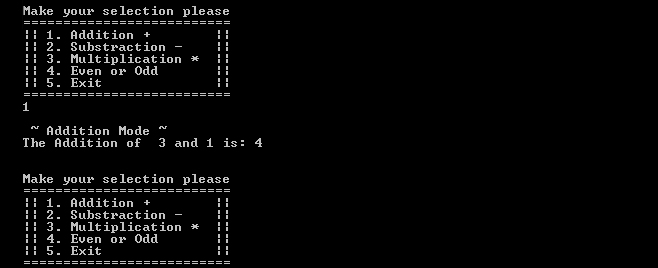 Make your selection please
==========================
¦¦ 1. Addition +        ¦¦
¦¦ 2. Substraction -    ¦¦
¦¦ 3. Multiplication *  ¦¦
¦¦ 4. Even or Odd       ¦¦
¦¦ 5. Exit              ¦¦
==========================
1
~ Addition Mode ~
The Addition of  3 and 1 is: 4
Make your selection please
==========================
¦¦ 1. Addition +        ¦¦
¦¦ 2. Substraction -    ¦¦
¦¦ 3. Multiplication *  ¦¦
¦¦ 4. Even or Odd       ¦¦
¦¦ 5. Exit              ¦¦
==========================